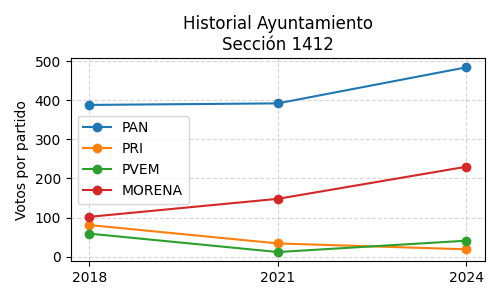 Historial Ayuntamiento
Sección 1412
Votos por partido
500
400
300
200
100
0
PAN
PRI
PVEM
MORENA
2018
2021
2024